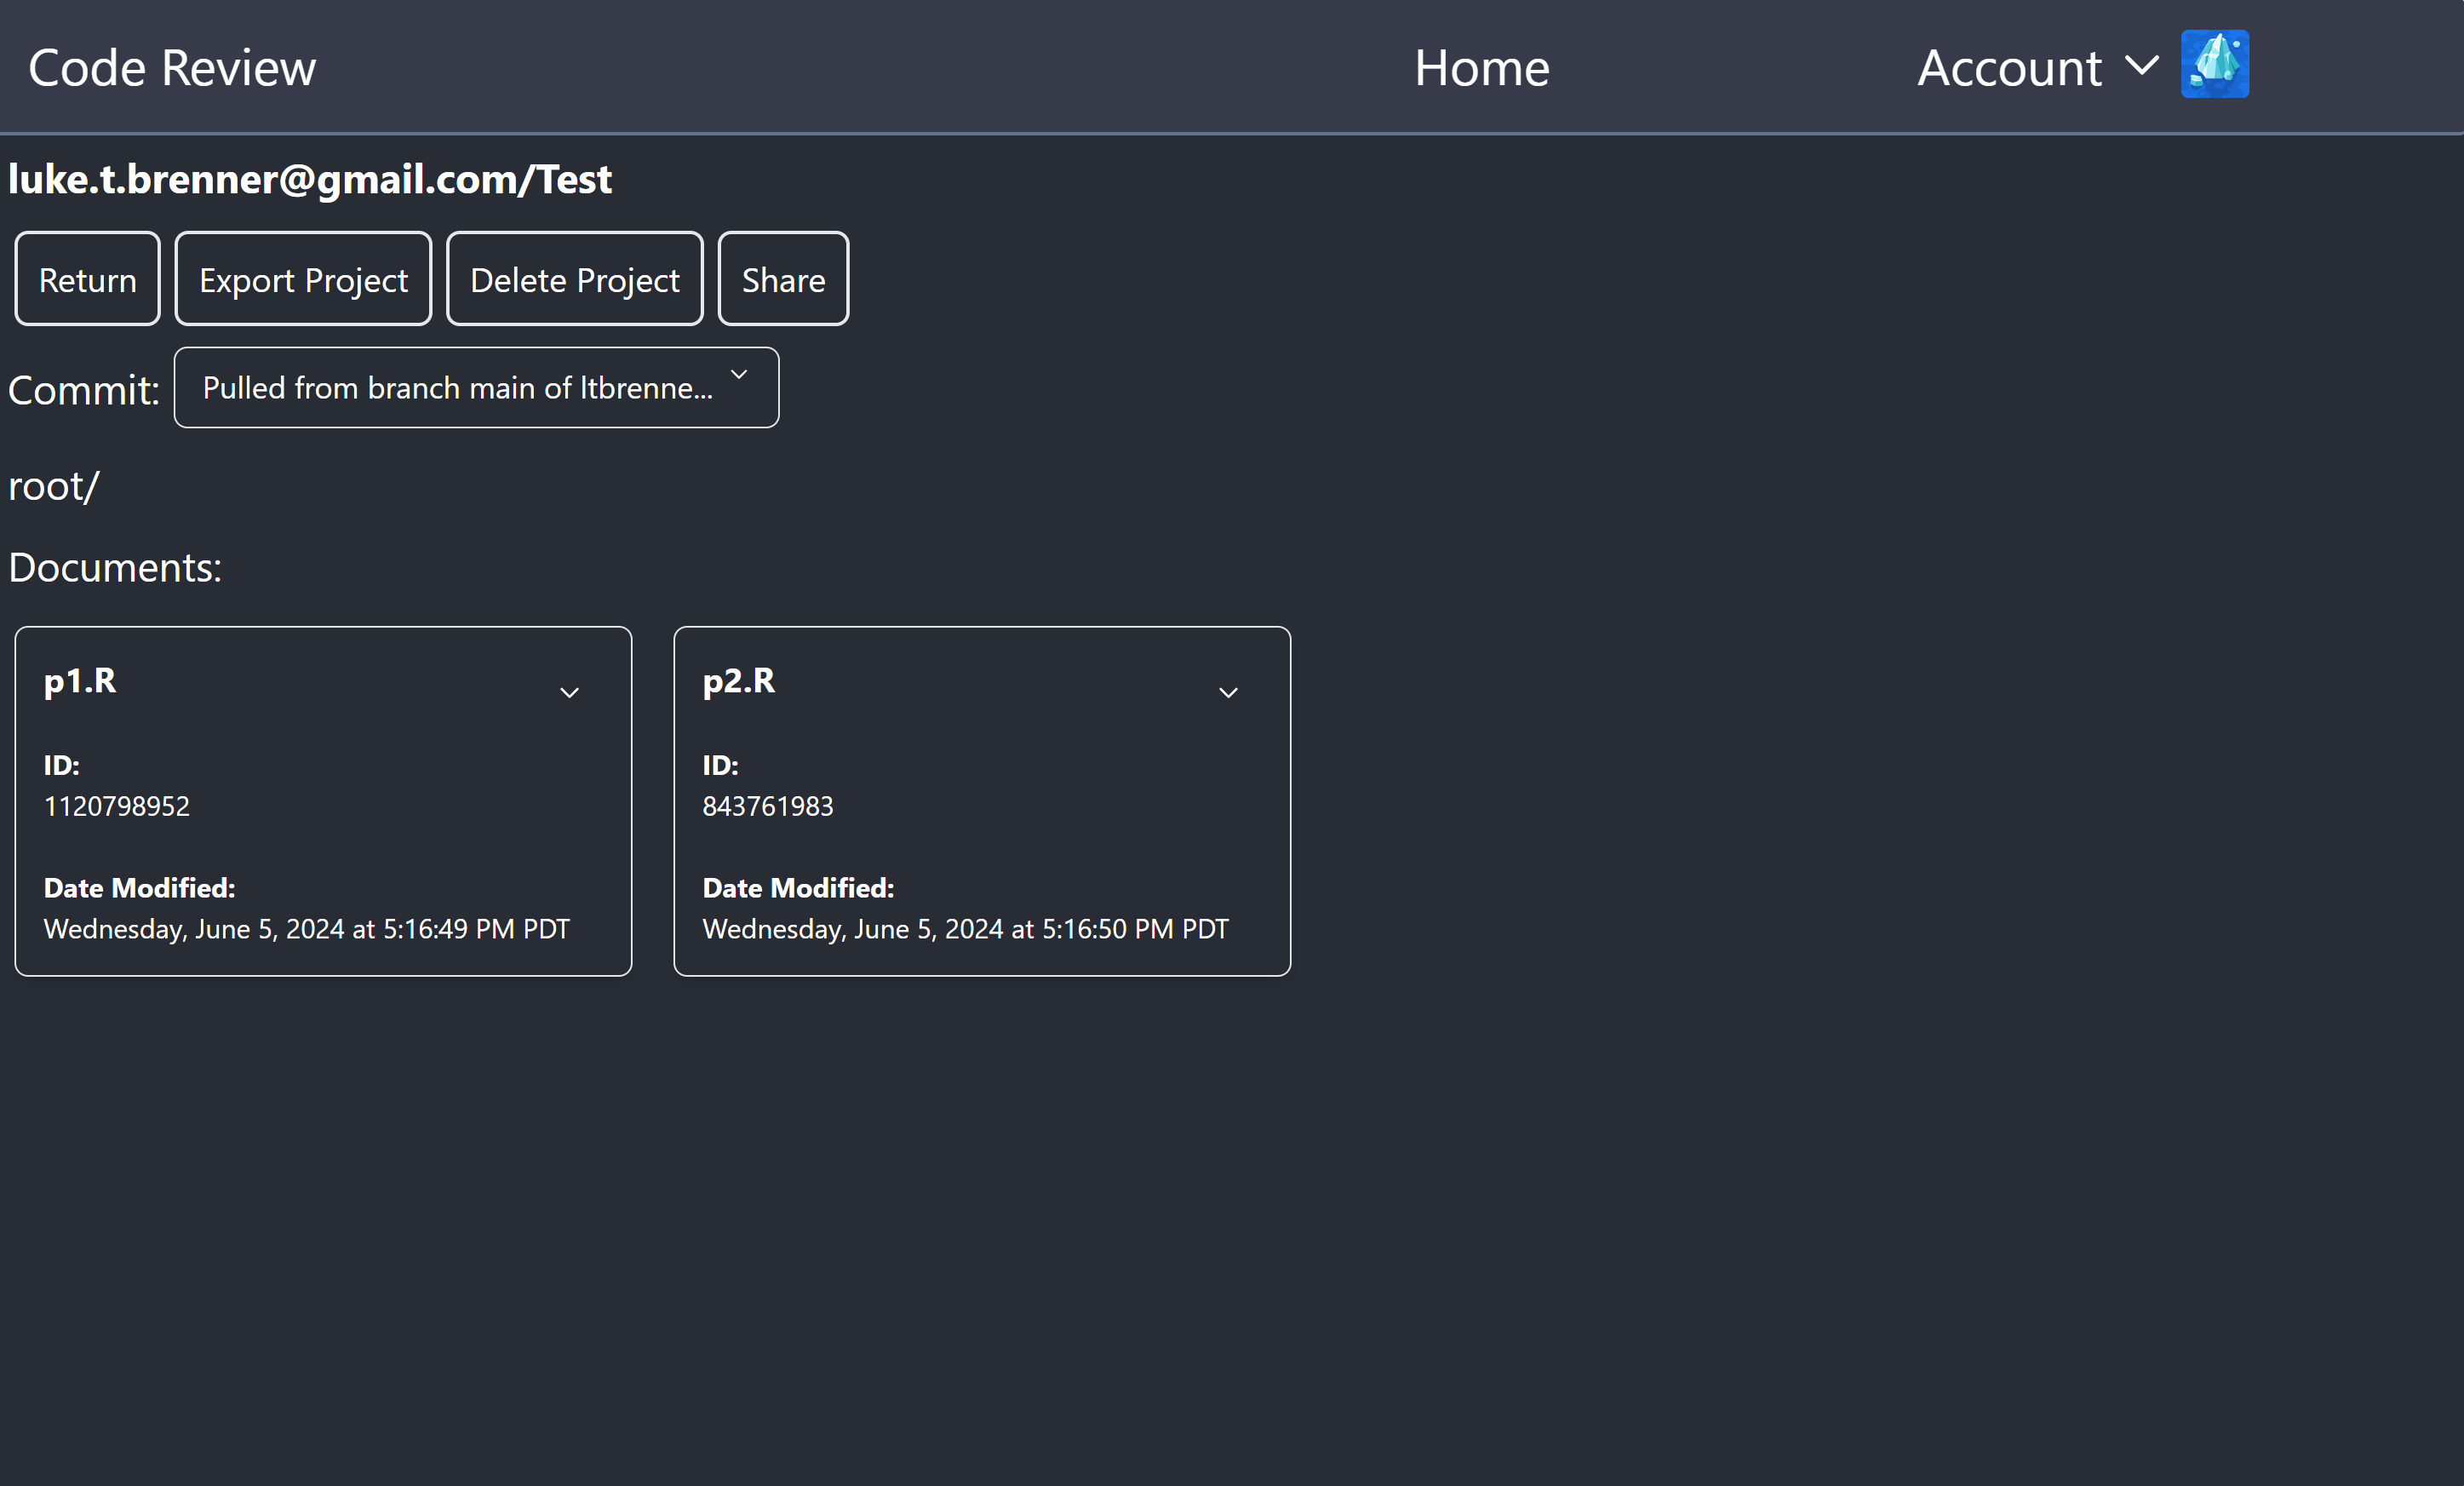 Code Review
Home
Account
luke.t.brenner@gmail.com/Test
Return
Export Project
Delete Project
Share
Commit:
Pulled from branch main of ltbrenne...
root/
Documents:
p1.R
ID:
1120798952
Date Modified:
Wednesday, June 5, 2024 at 5:16:49 PM PDT
p2.R
ID:
843761983
Date Modified:
Wednesday, June 5, 2024 at 5:16:50 PM PDT